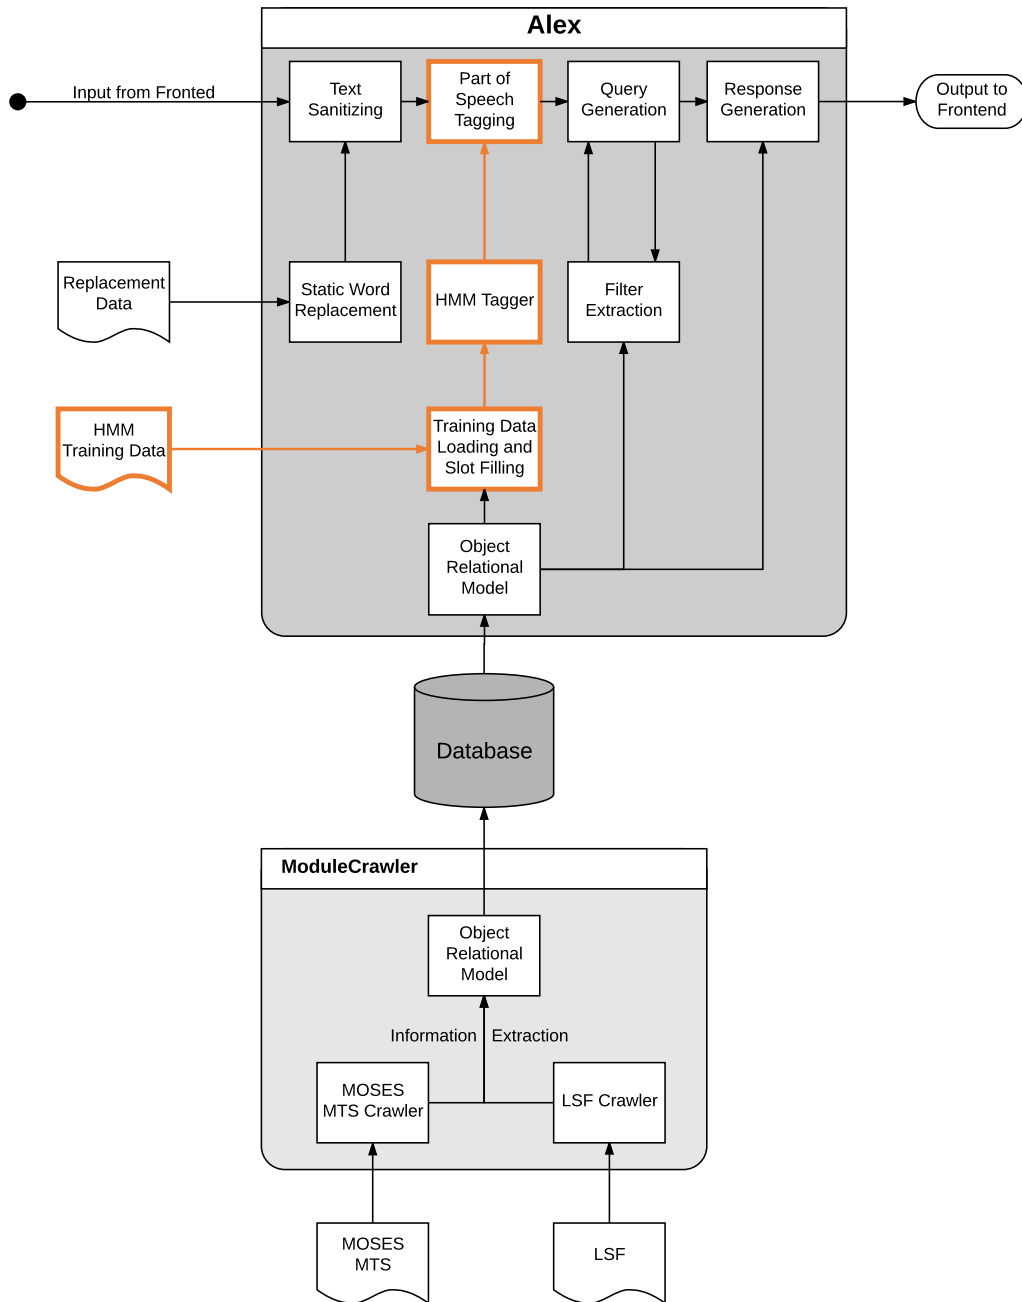 Alex
Input from Fronted
Text
Sanitizing
Part of
Speech
Tagging
Query
Generation
Response
Generation
Output to
Frontend
Replacement
Data
Static Word
Replacement
HMM Tagger
Filter
Extraction
HMM
Training Data
Training Data
Loading and
Slot Filling
Object
Relational
Model
Database
ModuleCrawler
Object
Relational
Model
Information Extraction
MOSES
MTS Crawler
LSF Crawler
MOSES
MTS
LSF